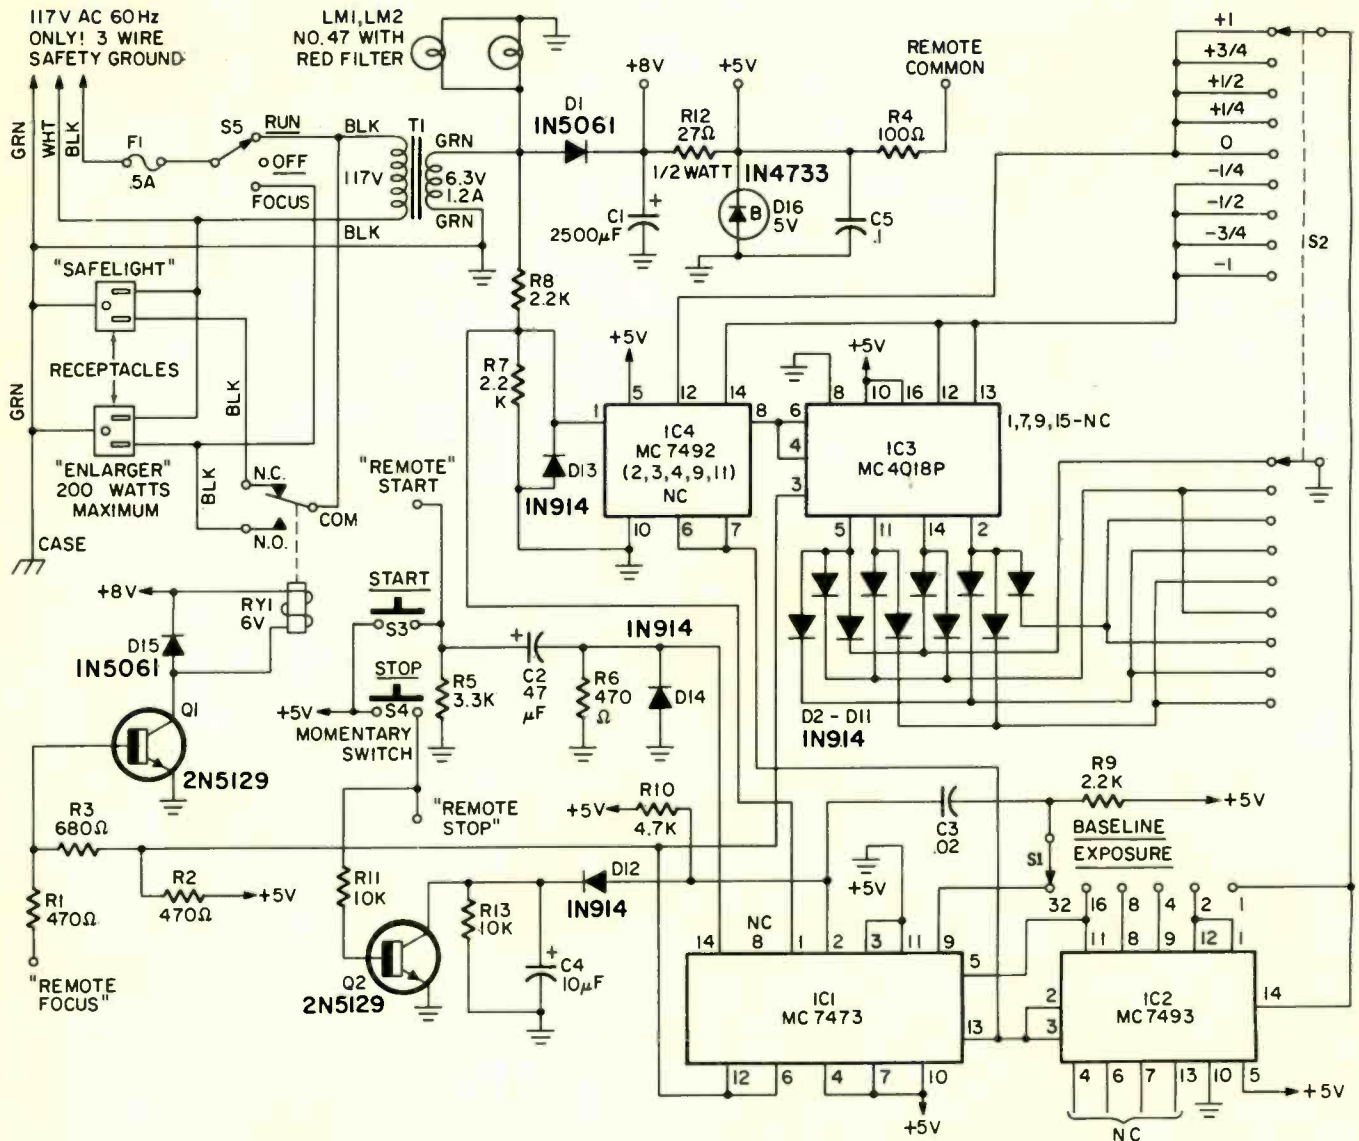 117V AC 60Hz
ONLY! 3 WIRE
SAFETY GROUND
LM1,LM2
NO.47 WITH
RED FILTER
+8V
+5V
REMOTE
COMMON
+1
+3/4
+1/2
+1/4
0
-1/4
-1/2
-3/4
-1
S2
GRN
WHT
BLK
F1
.5A
S5
RUN
OFF
FOCUS
BLK
T1
117V
BLK
GRN
6.3V
1.2A
GRN
D1
1N5061
R12
27Ω
1/2 WATT
1N4733
R4
100Ω
C1
2500µF
B
D16
5V
C5
.1
"SAFELIGHT"
RECEPTACLES
"ENLARGER"
200 WATTS
MAXIMUM
GRN
BLK
BLK
N.C.
COM
N.O.
CASE
R8
2.2K
R7
2.2
K
D13
1N914
+5V
5
12
14
1
8
IC4
MC7492
(2,3,4,9,11)
NC
10
6
7
+5V
8
10
16
12
13
6
4
3
IC3
MC4018P
1,7,9,15-NC
5
11
14
2
D2 - D11
1N914
"REMOTE"
START
START
S3
STOP
S4
+5V
MOMENTARY
SWITCH
+8V
RY1
6V
D15
1N5061
Q1
2N5129
R5
3.3K
C2
47
µF
R6
470
Ω
1N914
D14
"REMOTE
STOP"
R3
680Ω
R2
470Ω
+5V
R1
470Ω
"REMOTE
FOCUS"
R11
10K
Q2
2N5129
R13
10K
C4
10µF
D12
1N914
+5V
R10
4.7K
C3
.02
R9
2.2K
+5V
S1
BASELINE
EXPOSURE
32
16
8
4
2
1
+5V
NC
14
8
1
2
3
11
9
5
13
IC1
MC7473
12
6
4
7
10
+5V
11
8
9
12
1
2
3
14
IC2
MC7493
4
6
7
13
10
5
+5V
NC